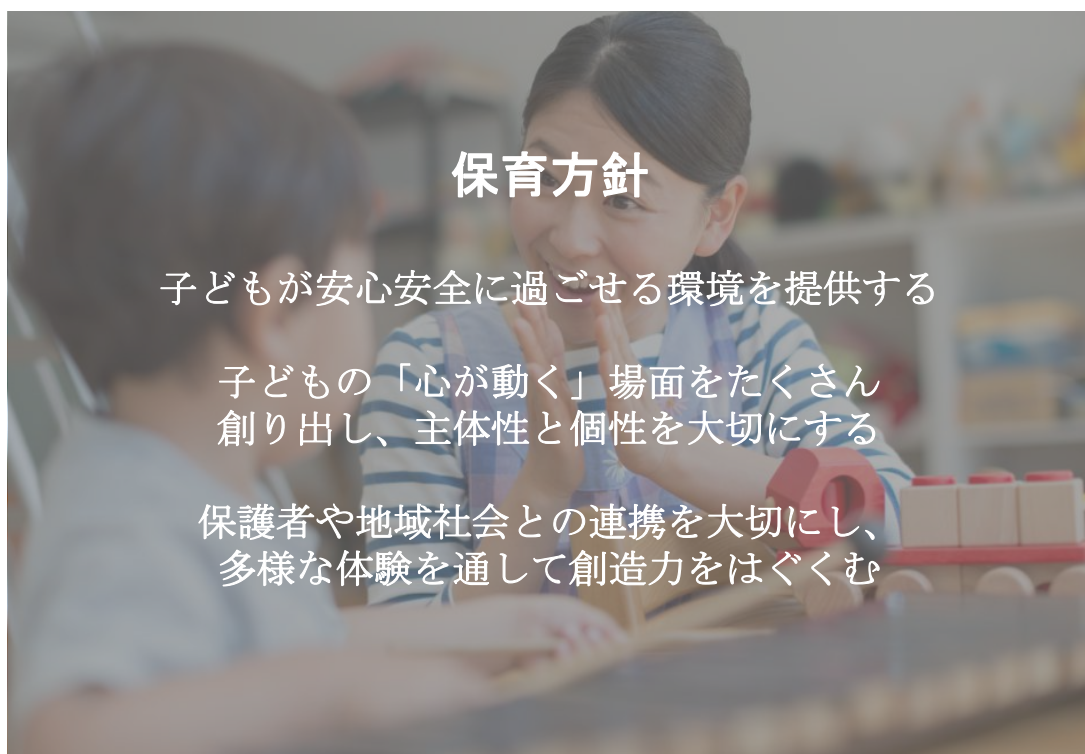 保育方針
子どもが安心安全に過ごせる環境を提供する
子どもの「心が動く」場面をたくさん
創り出し、主体性と個性を大切にする
保護者や地域社会との連携を大切にし、
多様な体験を通して創造力をはぐくむ